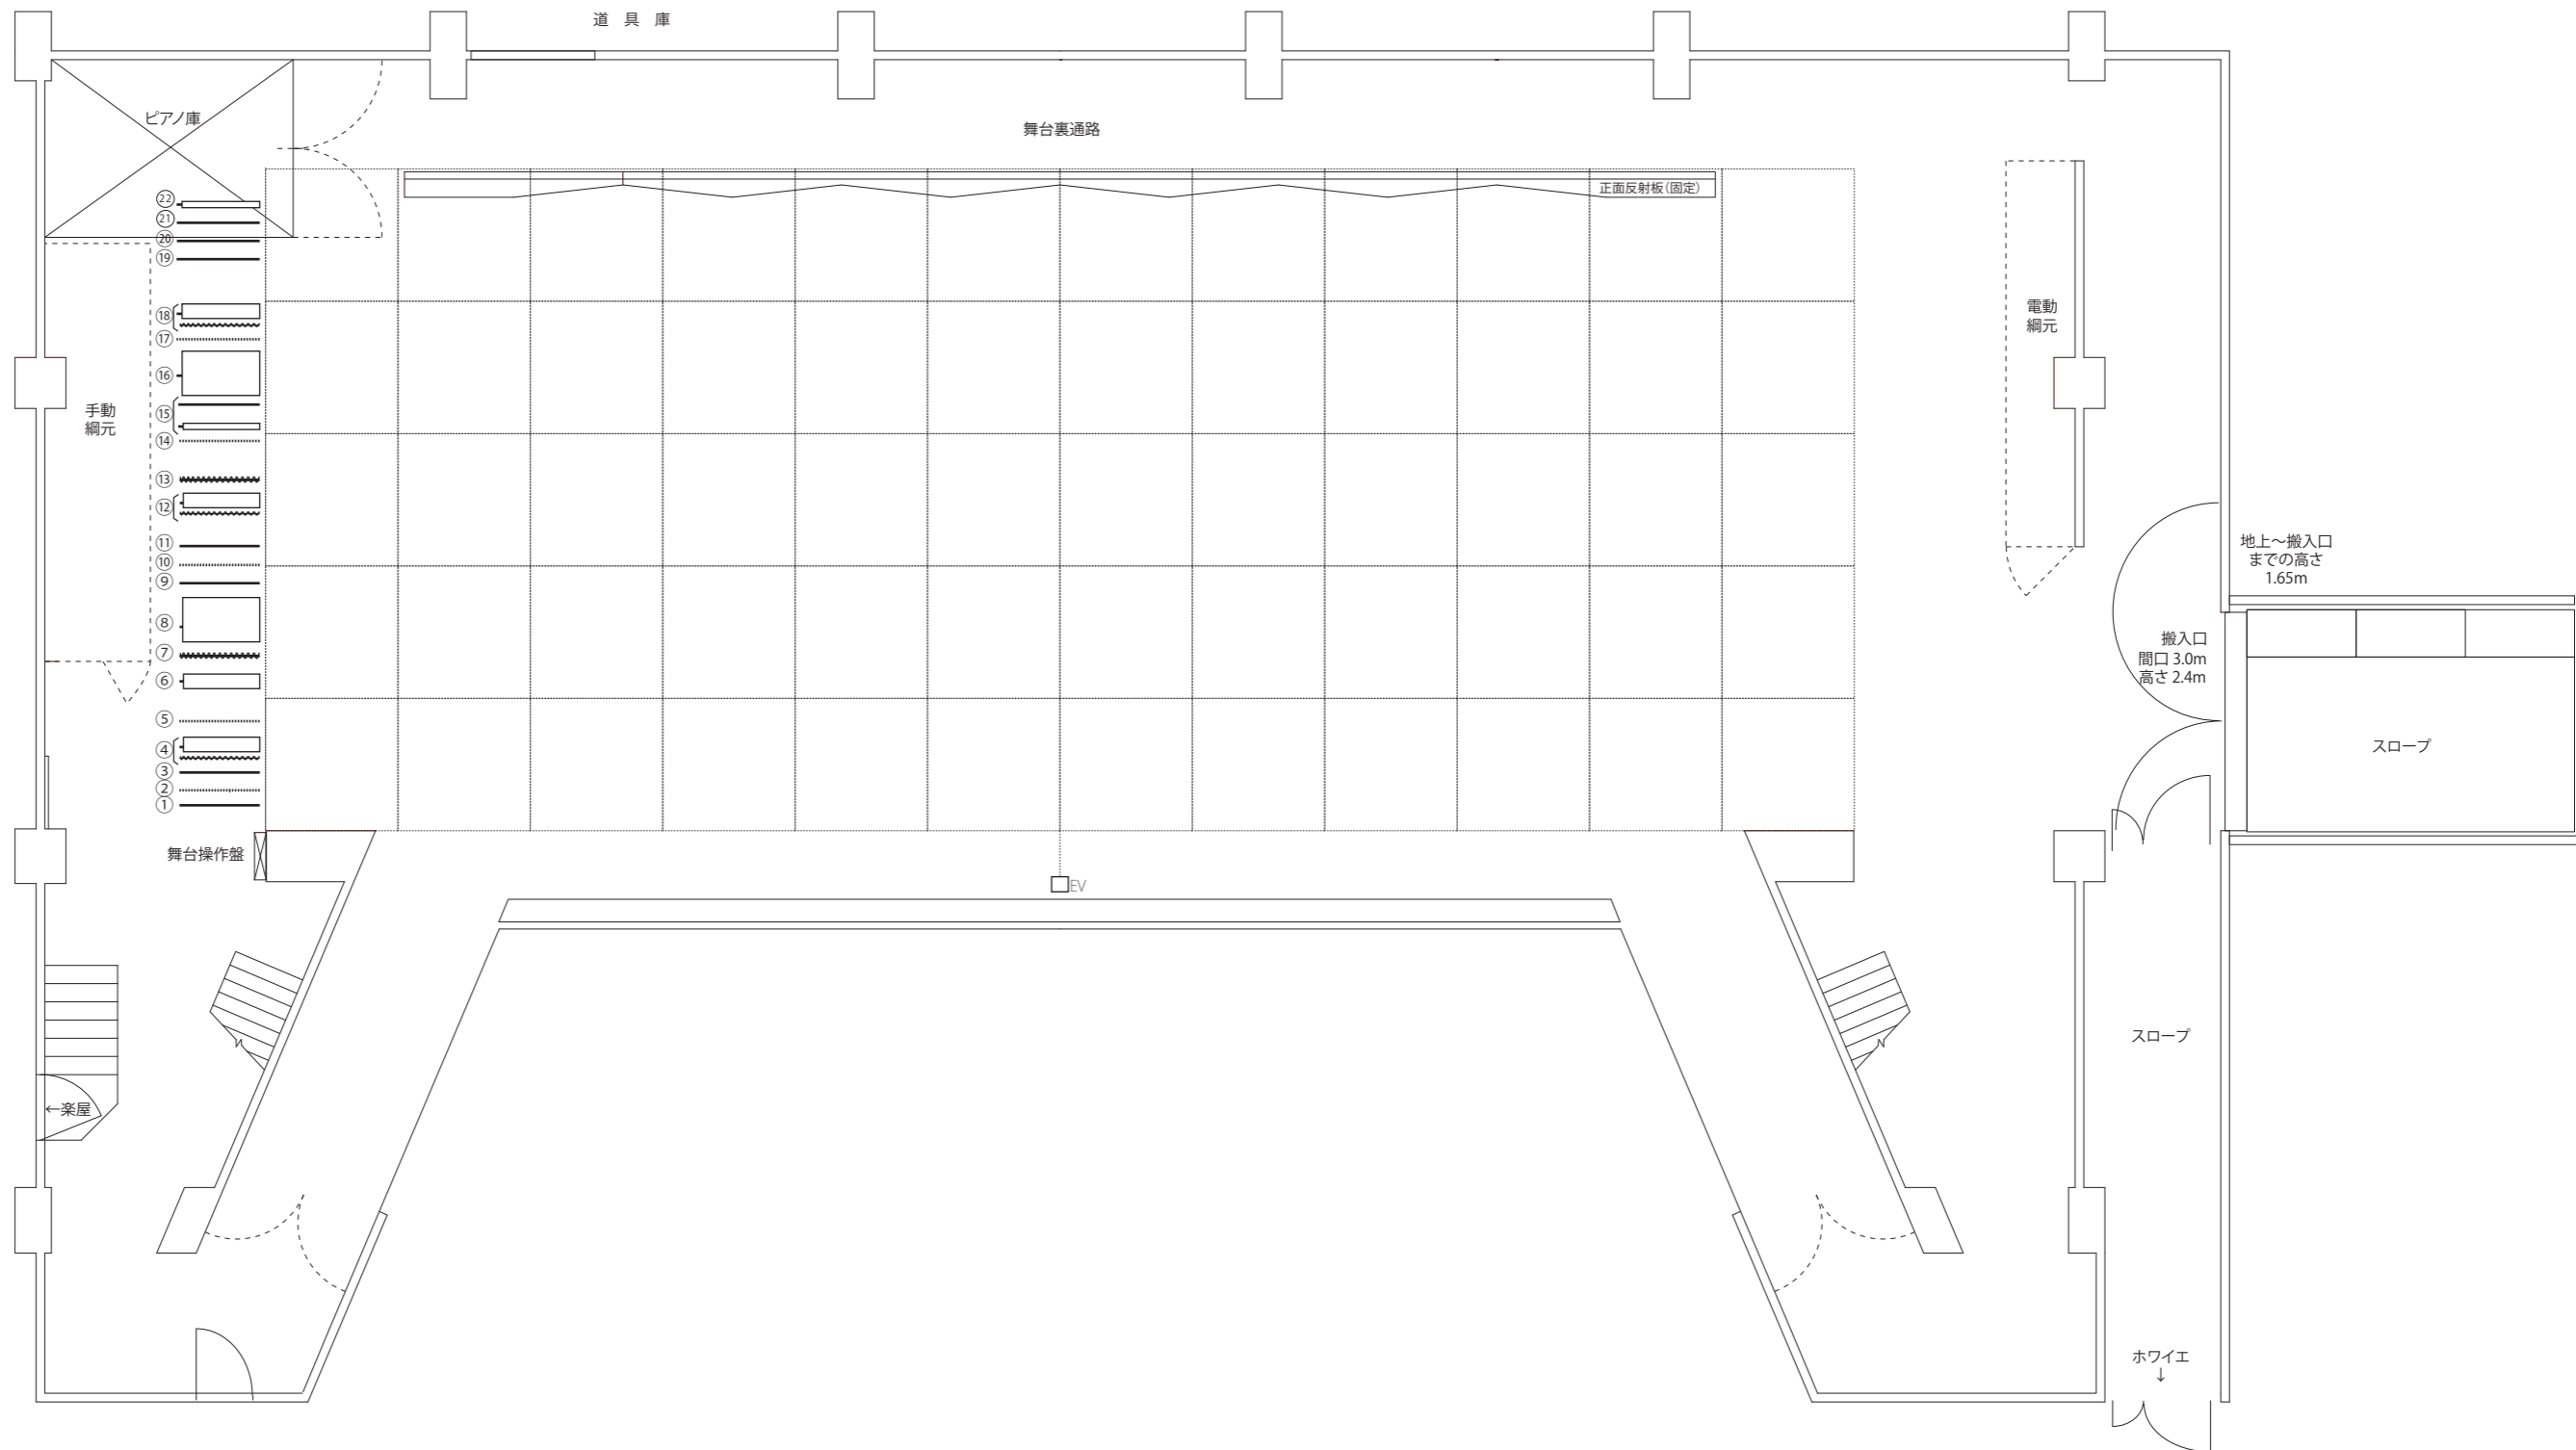 道 具 庫
ピアノ庫
舞台裏通路
正面反射板(固定)
㉒
㉑
⑳
⑲
⑱
⑰
⑯
⑮
⑭
⑬
⑫
⑪
⑩
⑨
⑧
⑦
⑥
⑤
④
③
②
①
手動
綱元
電動
綱元
地上〜搬入口
までの高さ
1.65m
搬入口
間口 3.0m
高さ 2.4m
スロープ
舞台操作盤
EV
スロープ
←楽屋
ホワイエ
↓